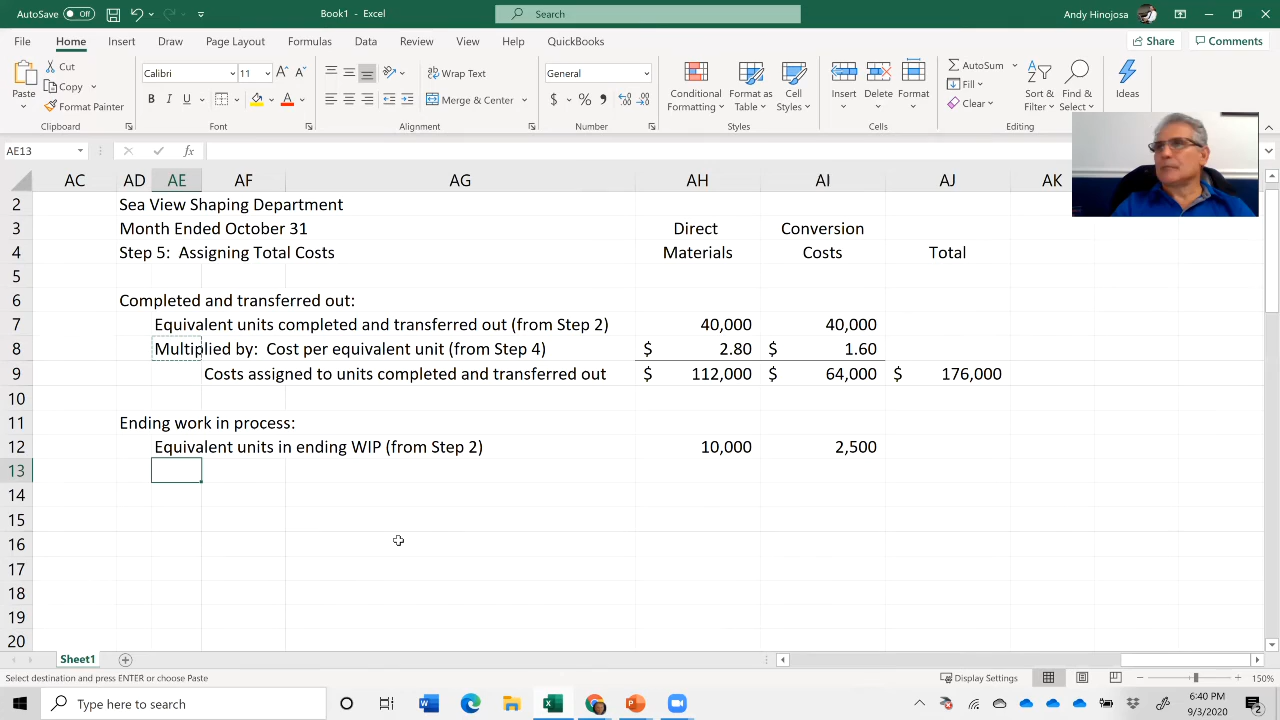 AutoSave Off Book1 - Excel Search Andy Hinojosa
File Home Insert Draw Page Layout Formulas Data Review View Help QuickBooks Share Comments
Paste Cut Copy Format Painter Clipboard
Calibri 11 B I U A Font
Wrap Text Merge & Center Alignment
General $ % , Number
Conditional Formatting Format as Table Cell Styles Styles
Insert Delete Format Cells
AutoSum Fill Clear Sort & Filter Find & Select Editing
Ideas
AE13 fx
AC AD AE AF AG AH AI AJ AK
2 Sea View Shaping Department
3 Month Ended October 31 Direct Conversion
4 Step 5: Assigning Total Costs Materials Costs Total
5
6 Completed and transferred out:
7 Equivalent units completed and transferred out (from Step 2) 40,000 40,000
8 Multiplied by: Cost per equivalent unit (from Step 4) $ 2.80 $ 1.60
9 Costs assigned to units completed and transferred out $ 112,000 $ 64,000 $ 176,000
10
11 Ending work in process:
12 Equivalent units in ending WIP (from Step 2) 10,000 2,500
13
14
15
16
17
18
19
20
Sheet1
Select destination and press ENTER or choose Paste Display Settings 150%
Type here to search 6:40 PM
9/3/2020 2